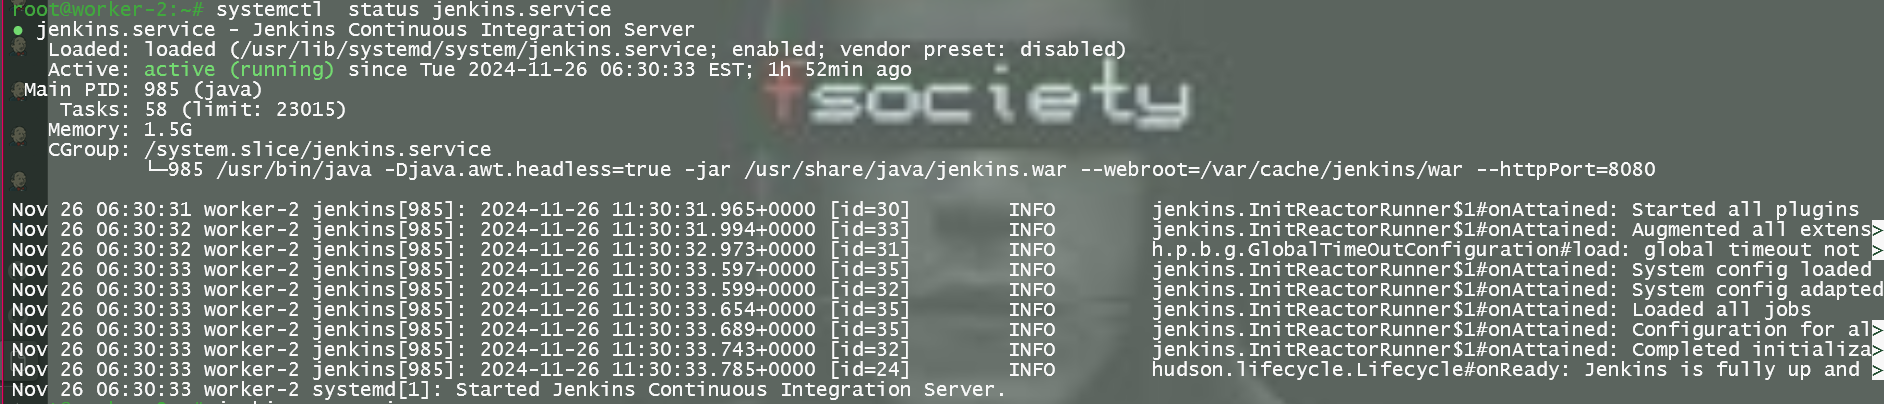 root@worker-2:~# systemctl  status jenkins.service
● jenkins.service - Jenkins Continuous Integration Server
   Loaded: loaded (/usr/lib/systemd/system/jenkins.service; enabled; vendor preset: disabled)
   Active: active (running) since Tue 2024-11-26 06:30:33 EST; 1h 52min ago
 Main PID: 985 (java)
    Tasks: 58 (limit: 23015)
   Memory: 1.5G
   CGroup: /system.slice/jenkins.service
           └─985 /usr/bin/java -Djava.awt.headless=true -jar /usr/share/java/jenkins.war --webroot=/var/cache/jenkins/war --httpPort=8080
fsociety
Nov 26 06:30:31 worker-2 jenkins[985]: 2024-11-26 11:30:31.965+0000 [id=30]        INFO        jenkins.InitReactorRunner$1#onAttained: Started all plugins
Nov 26 06:30:32 worker-2 jenkins[985]: 2024-11-26 11:30:31.994+0000 [id=33]        INFO        jenkins.InitReactorRunner$1#onAttained: Augmented all extens>
Nov 26 06:30:32 worker-2 jenkins[985]: 2024-11-26 11:30:32.973+0000 [id=31]        INFO        h.p.b.g.GlobalTimeOutConfiguration#load: global timeout not >
Nov 26 06:30:33 worker-2 jenkins[985]: 2024-11-26 11:30:33.597+0000 [id=35]        INFO        jenkins.InitReactorRunner$1#onAttained: System config loaded
Nov 26 06:30:33 worker-2 jenkins[985]: 2024-11-26 11:30:33.599+0000 [id=32]        INFO        jenkins.InitReactorRunner$1#onAttained: System config adapted
Nov 26 06:30:33 worker-2 jenkins[985]: 2024-11-26 11:30:33.654+0000 [id=35]        INFO        jenkins.InitReactorRunner$1#onAttained: Loaded all jobs
Nov 26 06:30:33 worker-2 jenkins[985]: 2024-11-26 11:30:33.689+0000 [id=35]        INFO        jenkins.InitReactorRunner$1#onAttained: Configuration for al>
Nov 26 06:30:33 worker-2 jenkins[985]: 2024-11-26 11:30:33.743+0000 [id=32]        INFO        jenkins.InitReactorRunner$1#onAttained: Completed initializa>
Nov 26 06:30:33 worker-2 jenkins[985]: 2024-11-26 11:30:33.785+0000 [id=24]        INFO        hudson.lifecycle.Lifecycle#onReady: Jenkins is fully up and >
Nov 26 06:30:33 worker-2 systemd[1]: Started Jenkins Continuous Integration Server.